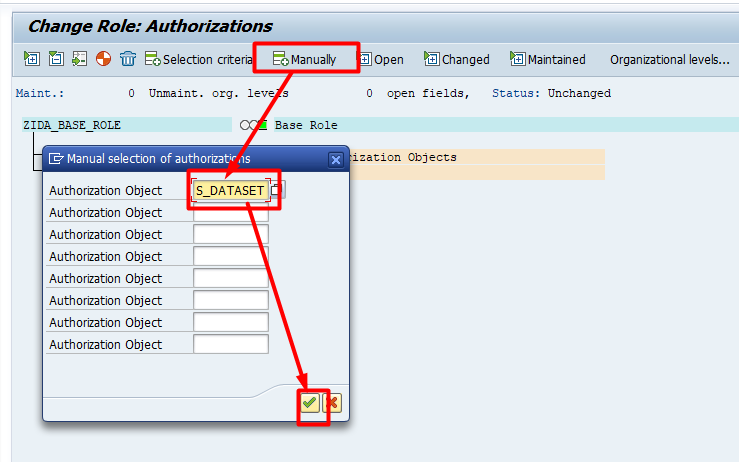 Change Role: Authorizations
Selection criteria Manually Open Changed Maintained Organizational levels...
Maint.: 0 Unmaint. org. levels 0 open fields, Status: Unchanged
ZIDA_BASE_ROLE Base Role
Manual selection of authorizations
rization Objects
Authorization Object S_DATASET
Authorization Object
Authorization Object
Authorization Object
Authorization Object
Authorization Object
Authorization Object
Authorization Object